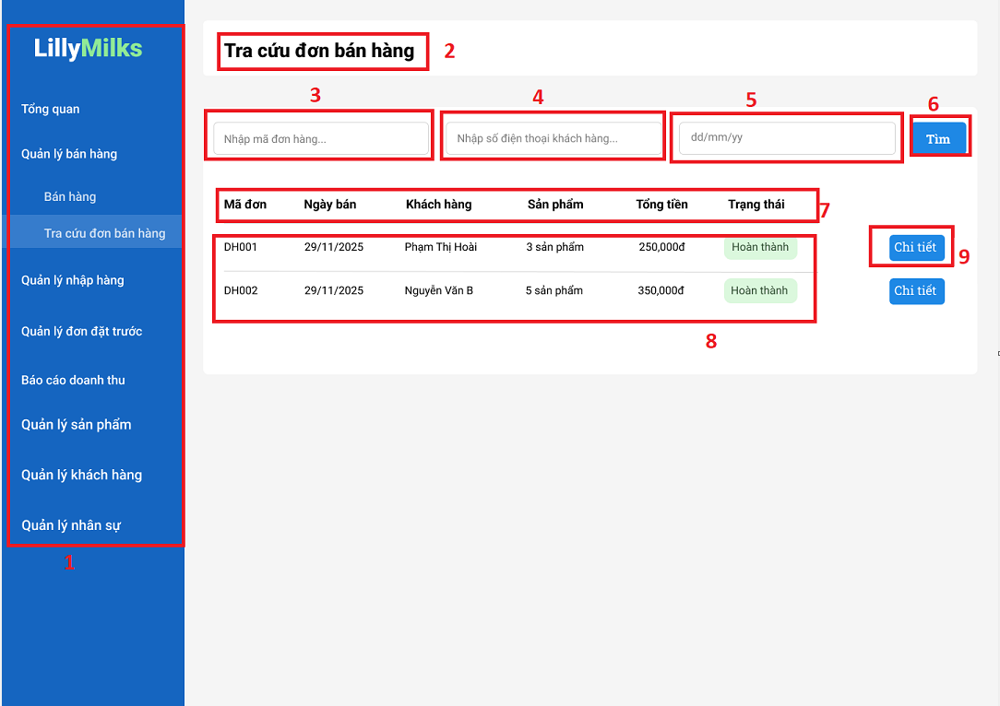 LillyMilks
Tổng quan
Quản lý bán hàng
Bán hàng
Tra cứu đơn bán hàng
Quản lý nhập hàng
Quản lý đơn đặt trước
Báo cáo doanh thu
Quản lý sản phẩm
Quản lý khách hàng
Quản lý nhân sự
1
Tra cứu đơn bán hàng 2
3 4 5 6
Nhập mã đơn hàng... Nhập số điện thoại khách hàng... dd/mm/yy Tìm
Mã đơn Ngày bán Khách hàng Sản phẩm Tổng tiền Trạng thái 7
DH001 29/11/2025 Phạm Thị Hoài 3 sản phẩm 250,000đ Hoàn thành Chi tiết 9
DH002 29/11/2025 Nguyễn Văn B 5 sản phẩm 350,000đ Hoàn thành Chi tiết
8